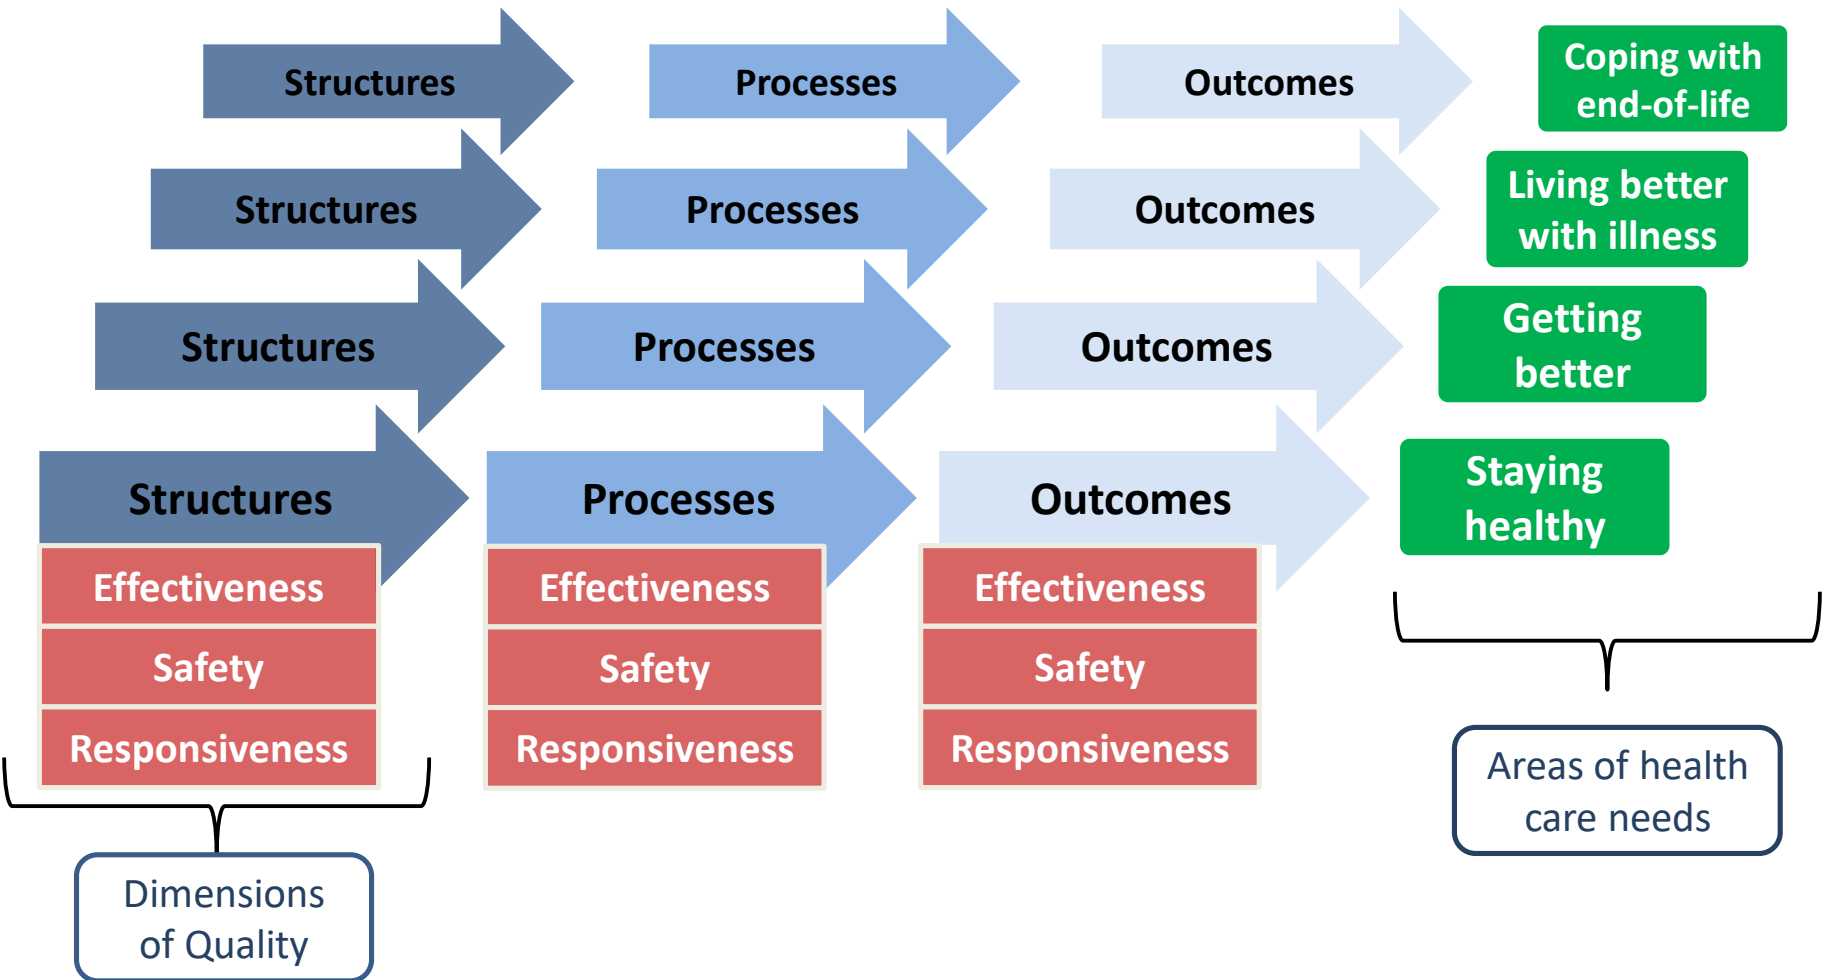 Structures
Processes
Outcomes
Coping with
end-of-life
Structures
Processes
Outcomes
Living better
with illness
Structures
Processes
Outcomes
Getting
better
Structures
Processes
Outcomes
Staying
healthy
Effectiveness
Safety
Responsiveness
Effectiveness
Safety
Responsiveness
Effectiveness
Safety
Responsiveness
Dimensions
of Quality
Areas of health
care needs